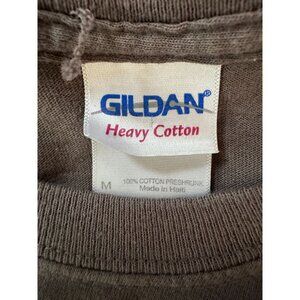 GILDAN®
Heavy Cotton
M 100% COTTON PRESHRUNK
Made in Haiti